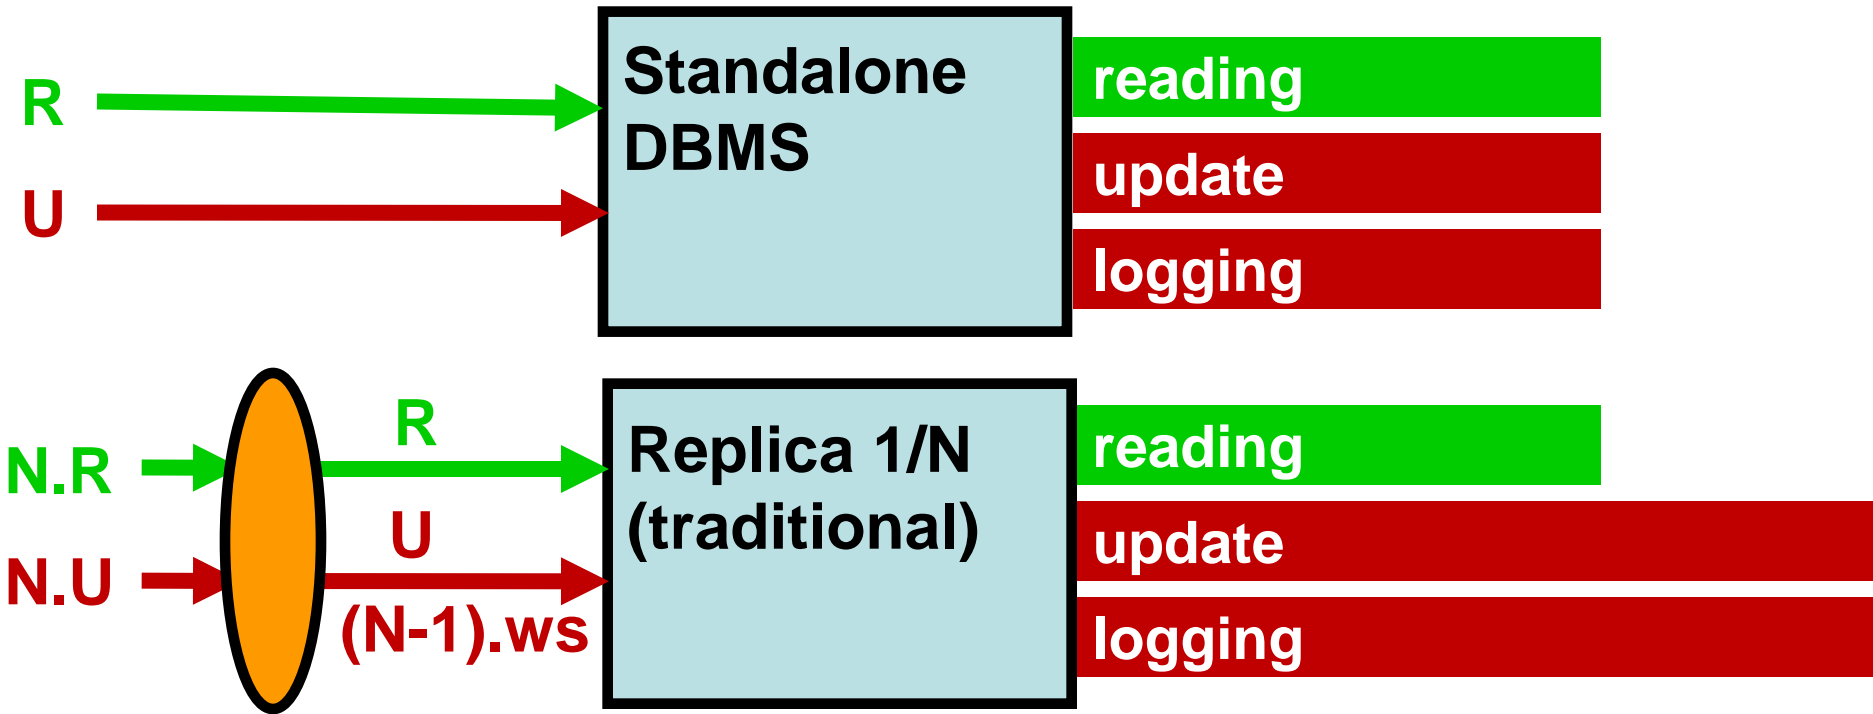 R
U
Standalone
DBMS
reading
update
logging
N.R
N.U
R
U
(N-1).ws
Replica 1/N
(traditional)
reading
update
logging